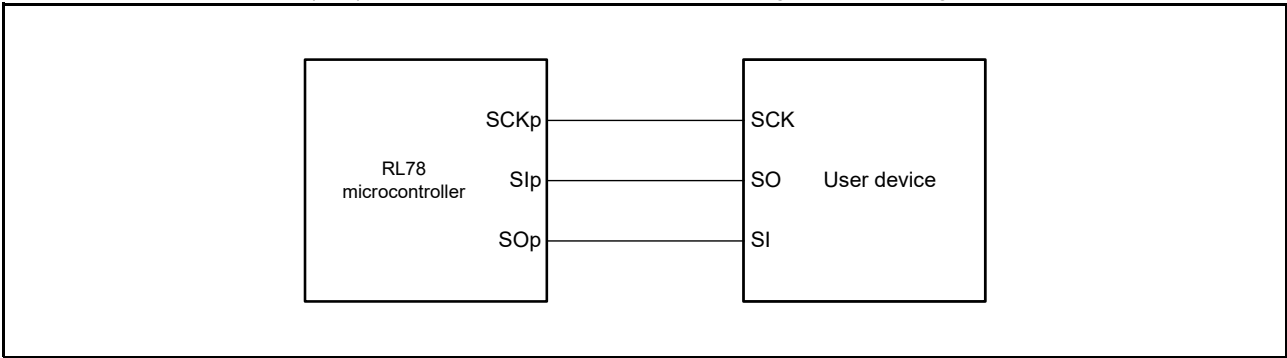 SCKp
SCK
RL78
microcontroller
SIp
SO
User device
SOp
SI